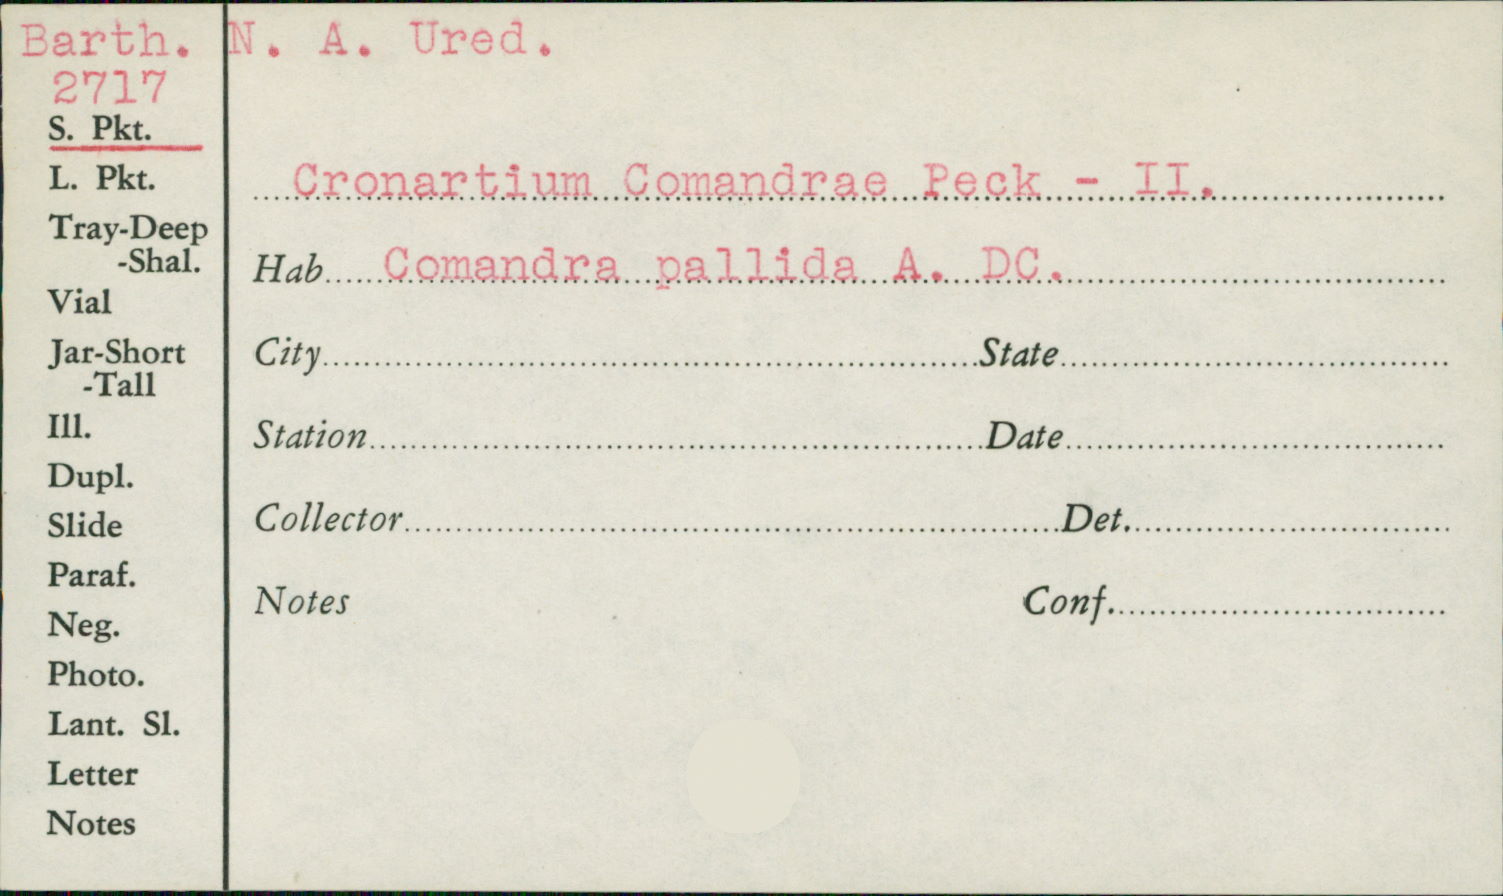 Barth. N. A. Ured.
2717
S. Pkt.
L. Pkt.
Tray-Deep
-Shal.
Vial
Jar-Short
-Tall
Ill.
Dupl.
Slide
Paraf.
Neg.
Photo.
Lant. Sl.
Letter
Notes
Cronartium Comandrae Peck - II.
Hab Comandra pallida A. DC.
City State
Station Date
Collector Det.
Notes Conf.